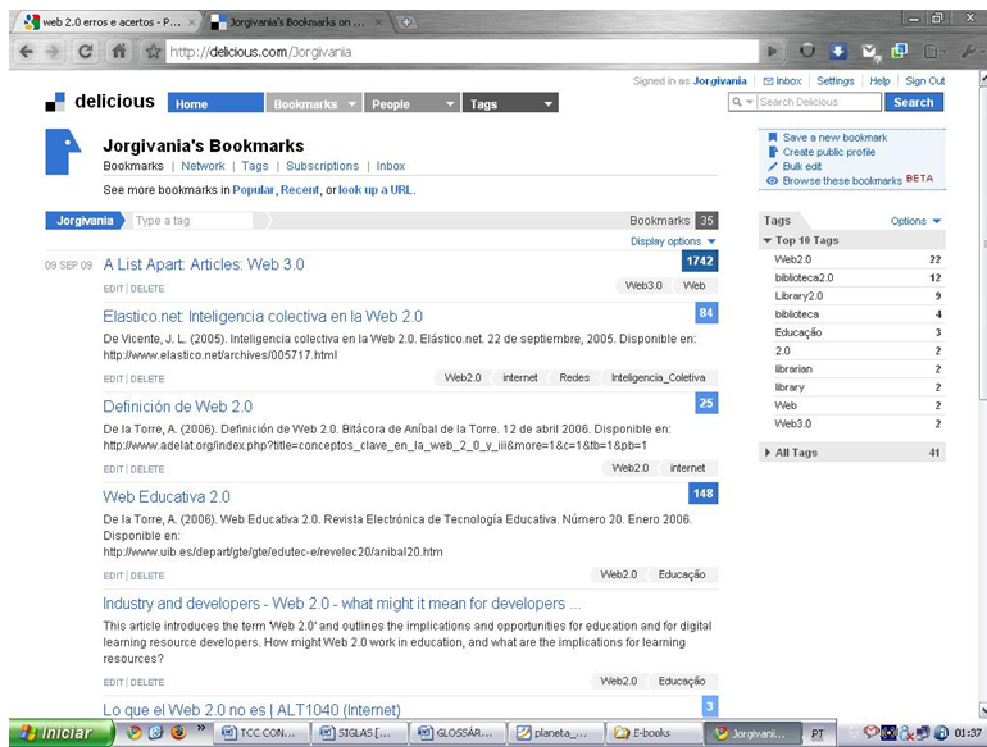 web 2.0 erros e acertos - P...
Jorgivania's Bookmarks on ...
http://delicious.com/Jorgivania
Signed in as Jorgivania | Inbox | Settings | Help | Sign Out
delicious
Home Bookmarks People Tags
Search Delicious Search
Jorgivania's Bookmarks
Bookmarks | Network | Tags | Subscriptions | Inbox
See more bookmarks in Popular, Recent, or look up a URL.
Save a new bookmark
Create public profile
Bulk edit
Browse these bookmarks BETA
Jorgivania Type a tag Bookmarks 35
Display options
09 SEP 09 A List Apart: Articles: Web 3.0 1742
EDIT | DELETE Web3.0 Web
Elastico.net: Inteligencia colectiva en la Web 2.0 84
De Vicente, J. L. (2005). Inteligencia colectiva en la Web 2.0. Elástico.net. 22 de septiembre, 2005. Disponible en:
http://www.elastico.net/archives/005717.html
EDIT | DELETE Web2.0 internet Redes Inteligencia_Coletiva
Definición de Web 2.0 25
De la Torre, A. (2006). Definición de Web 2.0. Bitácora de Aníbal de la Torre. 12 de abril 2006. Disponible en:
http://www.adelat.org/index.php?title=conceptos_clave_en_la_web_2_0_y_iii&more=1&c=1&tb=1&pb=1
EDIT | DELETE Web2.0 internet
Web Educativa 2.0 148
De la Torre, A. (2006). Web Educativa 2.0. Revista Electrónica de Tecnología Educativa. Número 20. Enero 2006.
Disponible en:
http://www.uib.es/depart/gte/gte/edutec-e/revelec20/anibal20.htm
EDIT | DELETE Web2.0 Educação
Industry and developers - Web 2.0 - what might it mean for developers ...
This article introduces the term 'Web 2.0' and outlines the implications and opportunities for education and for digital
learning resource developers. How might Web 2.0 work in education, and what are the implications for learning
resources?
EDIT | DELETE Web2.0 Educação
Lo que el Web 2.0 no es | ALT1040 (Internet) 3
Tags Options
Top 10 Tags
Web2.0 22
biblioteca2.0 12
Library2.0 9
biblioteca 4
Educação 3
2.0 2
librarian 2
library 2
Web 2
Web3.0 2
All Tags 41
Iniciar
TCC CON...
SIGLAS [...
GLOSSÁR...
planeta_...
E-books
Jorgivani...
PT
01:37